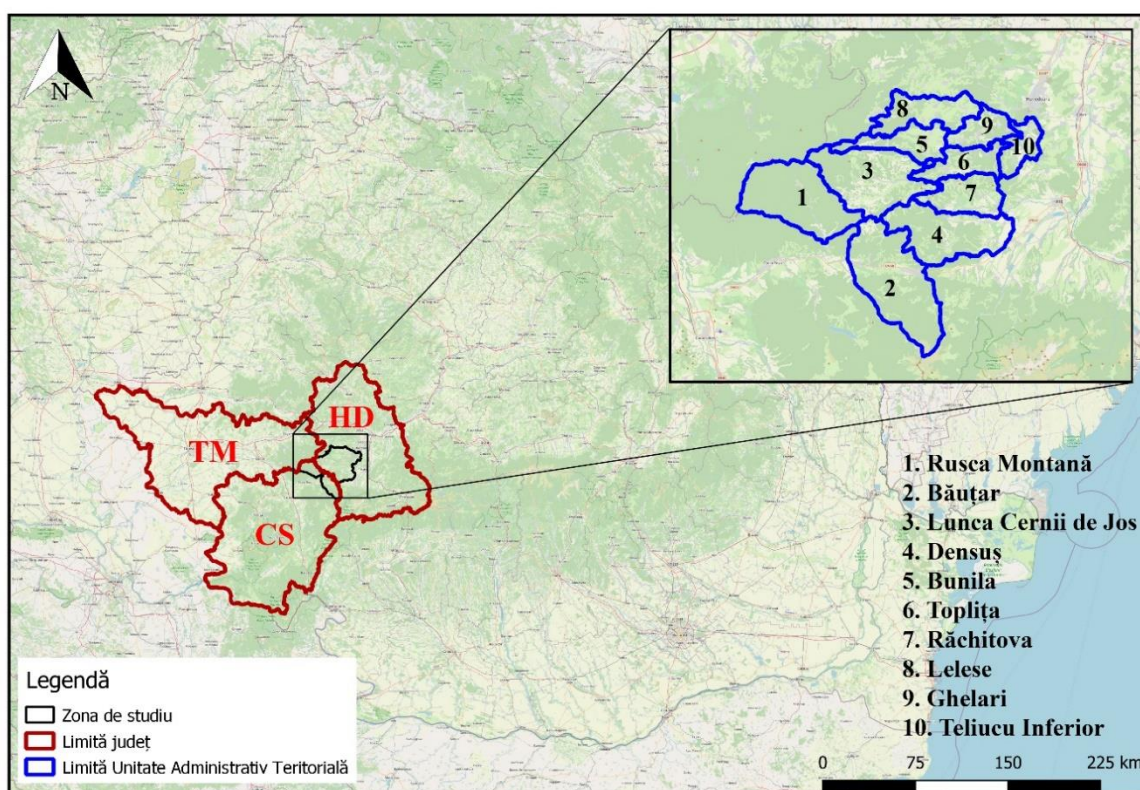 N
8
9
5
10
3
6
1
7
4
2
HD
TM
CS
1. Rusca Montană
2. Băuțar
3. Lunca Cernii de Jos
4. Densuș
5. Bunila
6. Toplița
7. Răchitova
8. Lelese
9. Ghelari
10. Teliucu Inferior
Legendă
Zona de studiu
Limită județ
Limită Unitate Administrativ Teritorială
0 75 150 225 km